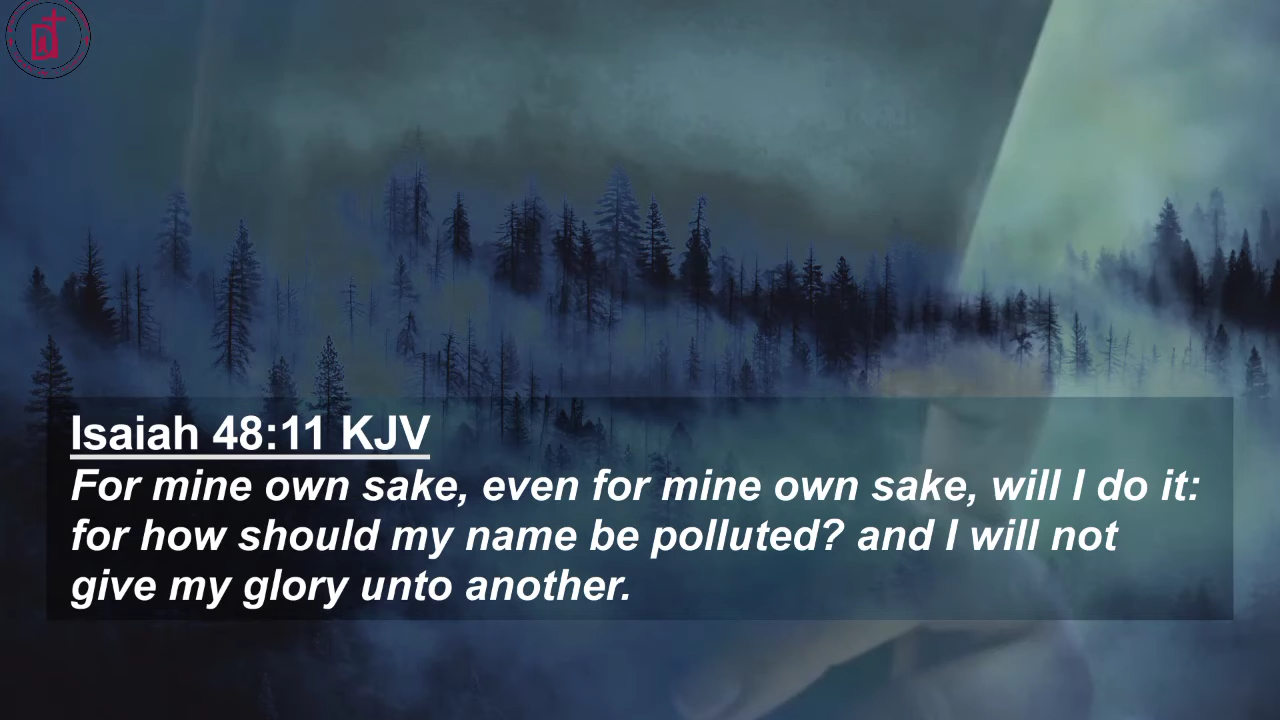 Isaiah 48:11 KJV
For mine own sake, even for mine own sake, will I do it:
for how should my name be polluted? and I will not
give my glory unto another.